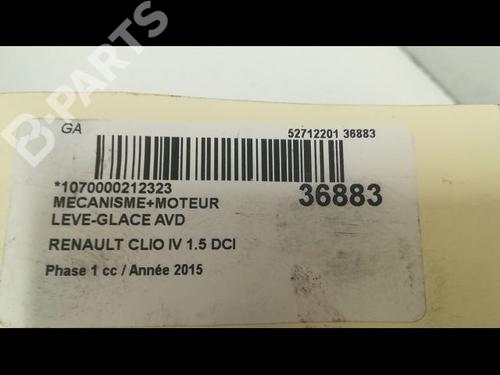 B-PARTS
GA
52712201 36883
*1070000212323
36883
MECANISME+MOTEUR
LEVE-GLACE AVD
RENAULT CLIO IV 1.5 DCI
Phase 1 cc / Année 2015